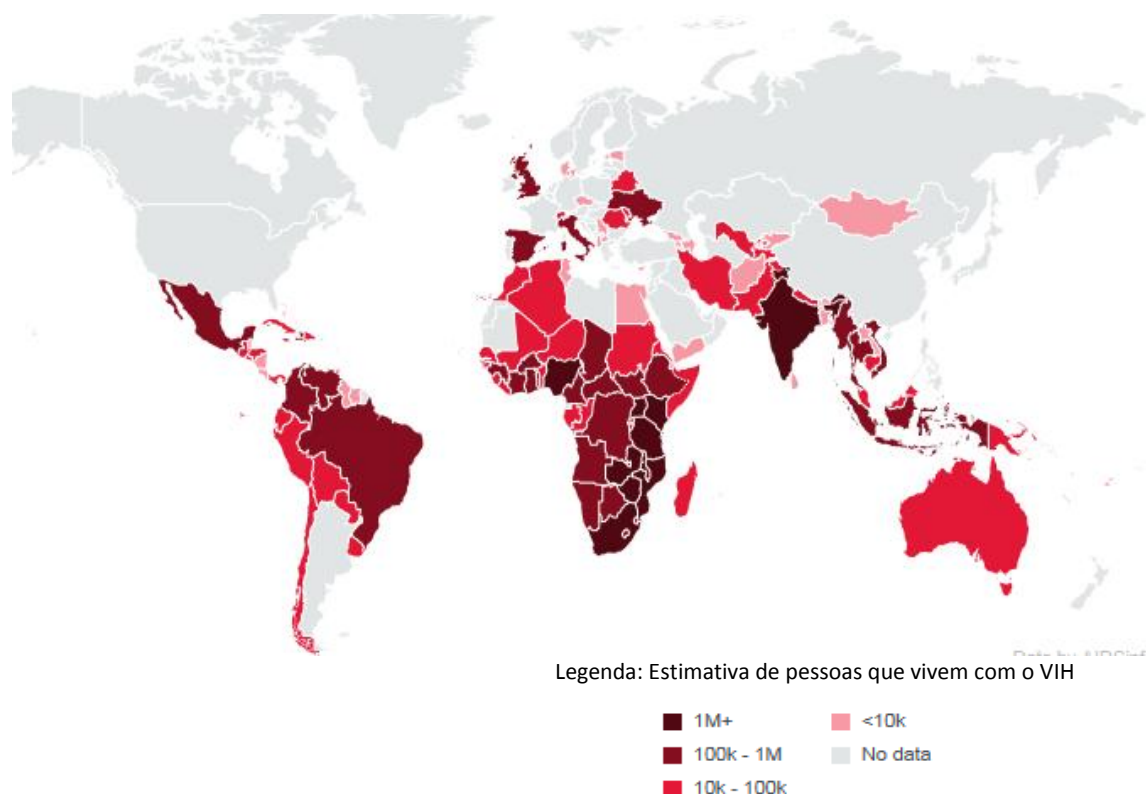 Legenda: Estimativa de pessoas que vivem com o VIH
1M+
<10k
100k - 1M
No data
10k - 100k